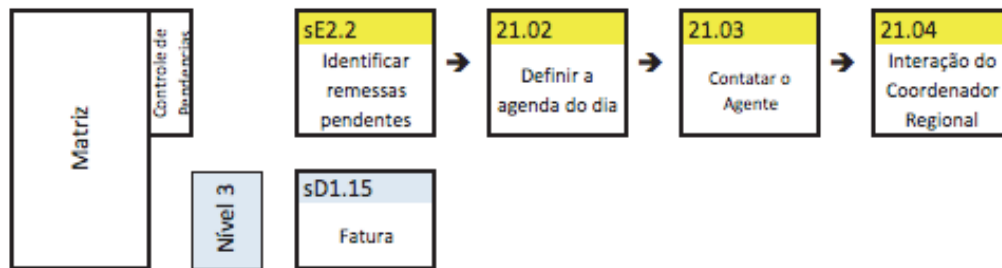 Matriz
Controle de
Pendencias
sE2.2
Identificar
remessas
pendentes
21.02
Definir a
agenda do dia
21.03
Contatar o
Agente
21.04
Interação do
Coordenador
Regional
Nível 3
sD1.15
Fatura